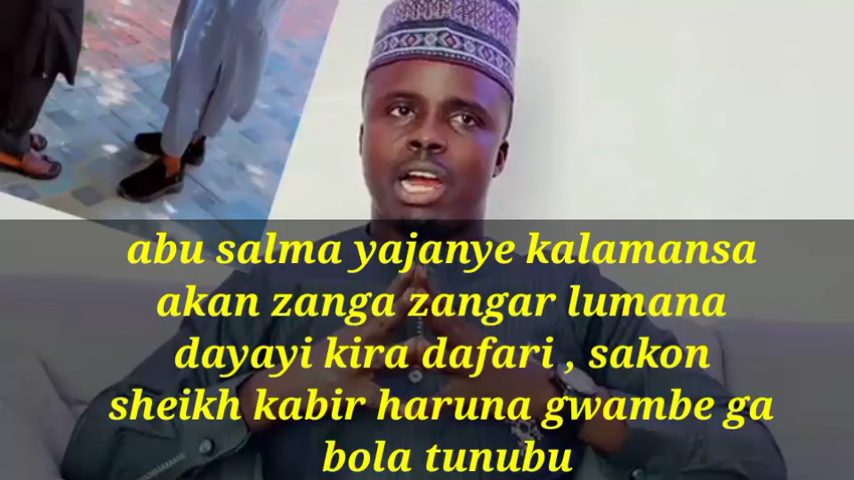 abu salma yajanye kalamansa
akan zanga zangar lumana
dayayi kira dafari , sakon
sheikh kabir haruna gwambe ga
bola tunubu